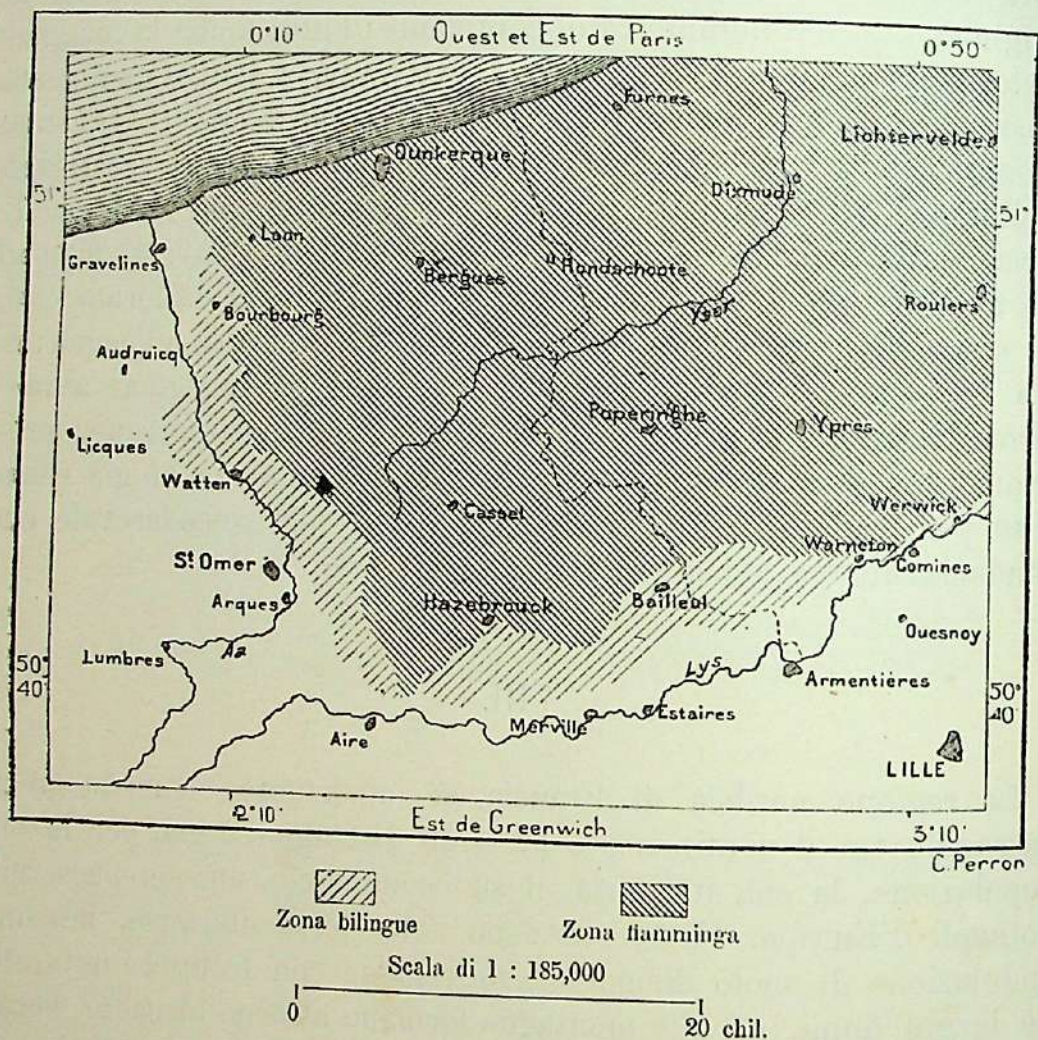 0°10'
Ouest et Est de Paris
0°50'
Furnes
Lichtervelde
Dunkerque
Dixmude
51°
51°
Loon
Gravelines
Bergues
Hondschoote
Yser
Roulers
Bourbourg
Audruicq
Poperinghe
Ypres
Licques
Watten
Cassel
Werwick
Warneton
Comines
St Omer
Arques
Hazebrouck
Bailleul
Quesnoy
Lumbres
Aa
Lys
Armentières
50°
40'
50°
40'
Aire
Merville
Estaires
LILLE
2°10'
Est de Greenwich
3°10'
C. Perron
Zona bilingue
Zona fiamminga
Scala di 1 : 185,000
0
20 chil.